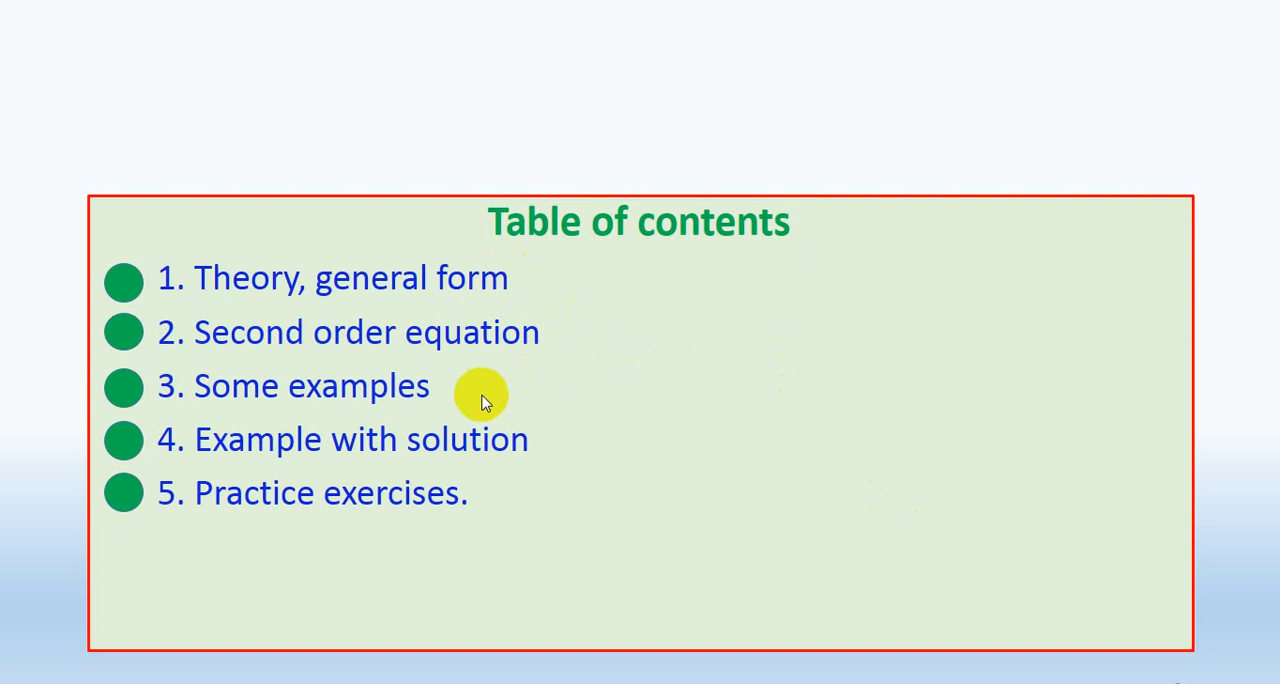 Table of contents
1. Theory, general form
2. Second order equation
3. Some examples
4. Example with solution
5. Practice exercises.